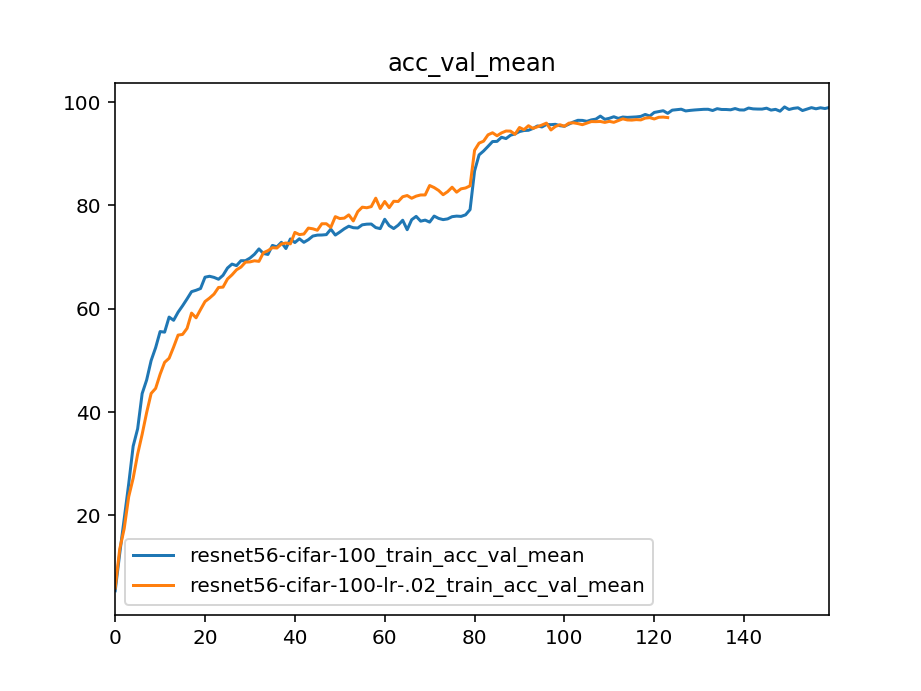 acc_val_mean
100
80
60
40
20
resnet56-cifar-100_train_acc_val_mean
resnet56-cifar-100-lr-.02_train_acc_val_mean
0 20 40 60 80 100 120 140